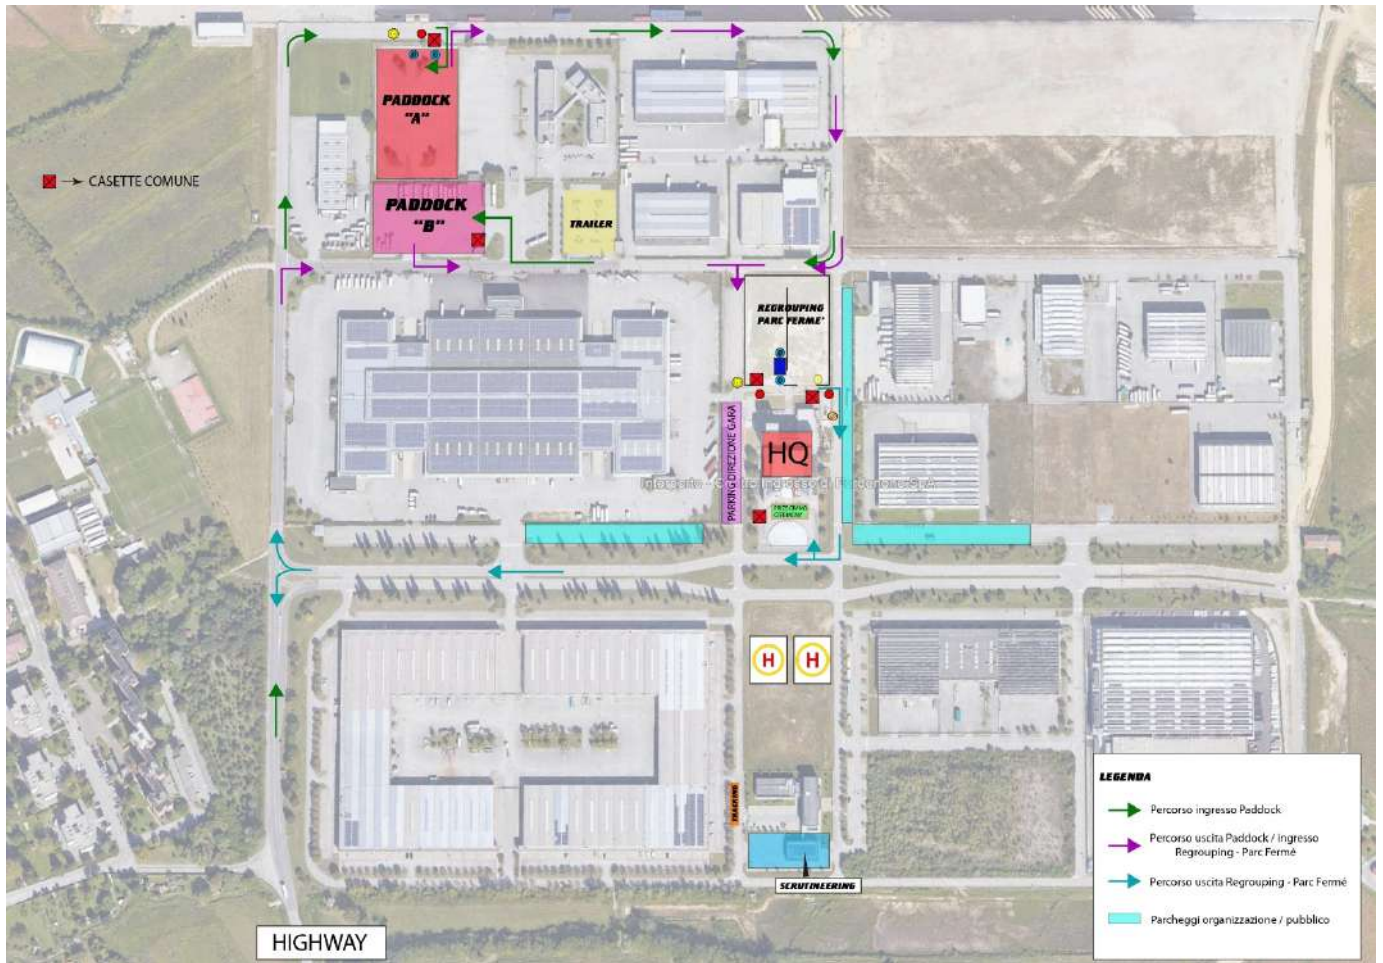 PADDOCK
"A"
CASETTE COMUNE
PADDOCK
"B"
TRAILER
REGROUPING
PARC FERME'
PARKING DIREZIONE GARA
HQ
H
H
TRACKING
SCRUTINEERING
HIGHWAY
LEGENDA
Percorso ingresso Paddock
Percorso uscita Paddock / ingresso
Regrouping - Parc Fermé
Percorso uscita Regrouping - Parc Fermé
Parcheggi organizzazione / pubblico